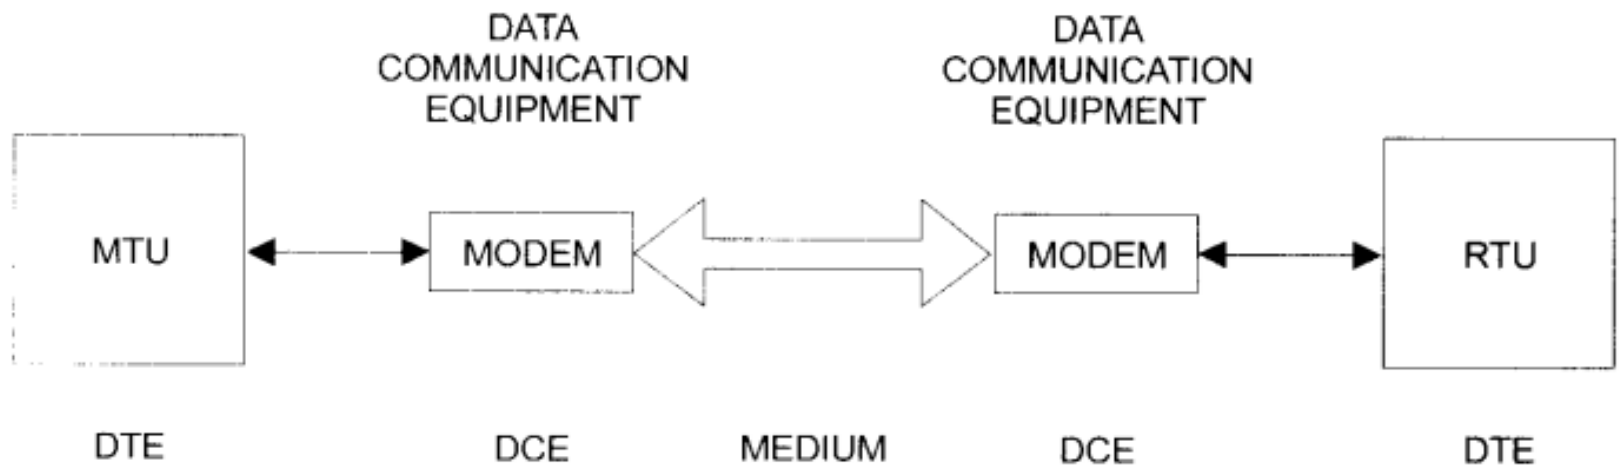 DATA
COMMUNICATION
EQUIPMENT
DATA
COMMUNICATION
EQUIPMENT
MTU
MODEM
MODEM
RTU
DTE
DCE
MEDIUM
DCE
DTE